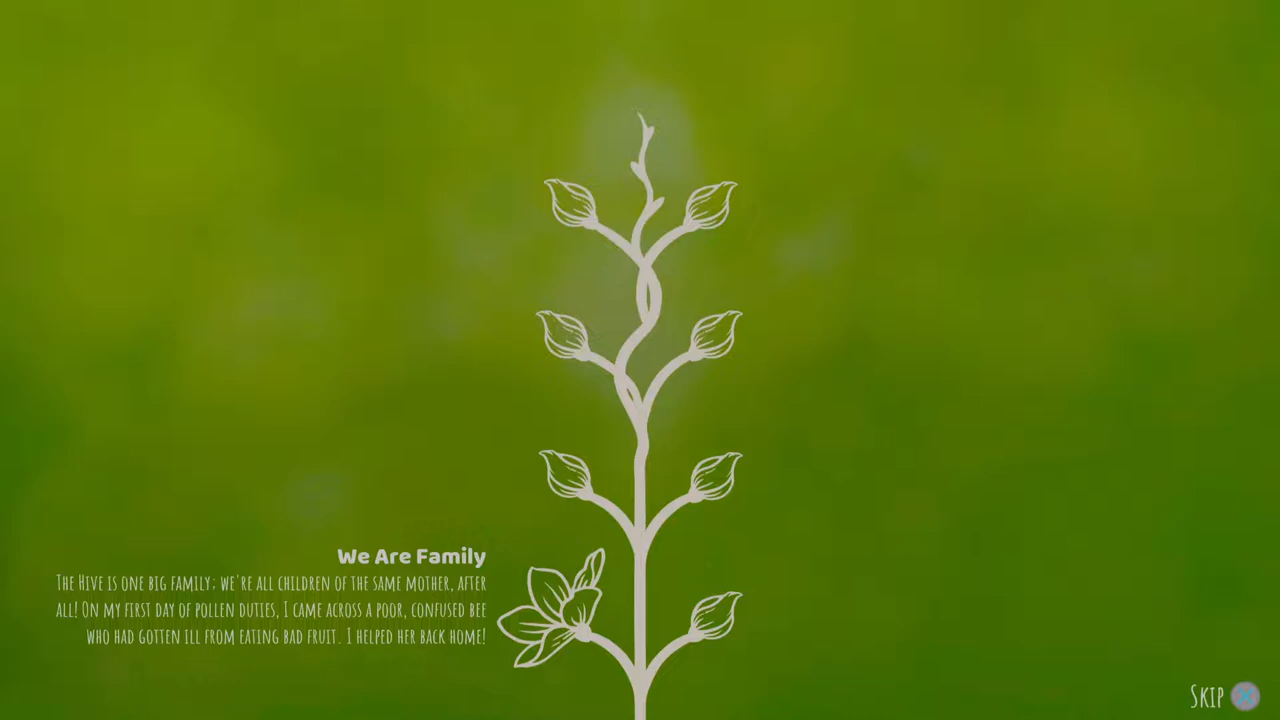 We Are Family
The Hive is one big family; we're all children of the same mother, after
all! On my first day of pollen duties, I came across a poor, confused bee
who had gotten ill from eating bad fruit. I helped her back home!
Skip